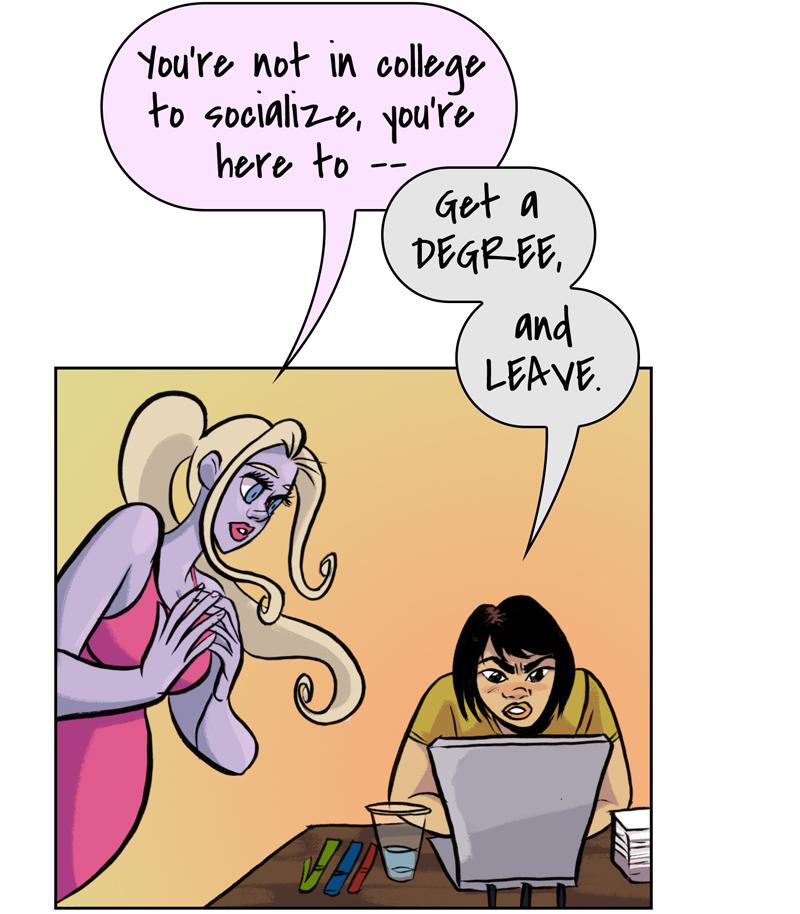 You're not in college
to socialize, you're
here to --
Get a
DEGREE,
and
LEAVE.